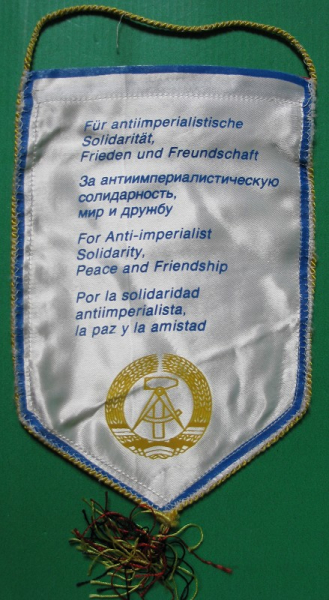 Für antiimperialistische
Solidarität,
Frieden und Freundschaft
За антиимпериалистическую
солидарность,
мир и дружбу
For Anti-imperialist
Solidarity,
Peace and Friendship
Por la solidaridad
antiimperialista,
la paz y la amistad